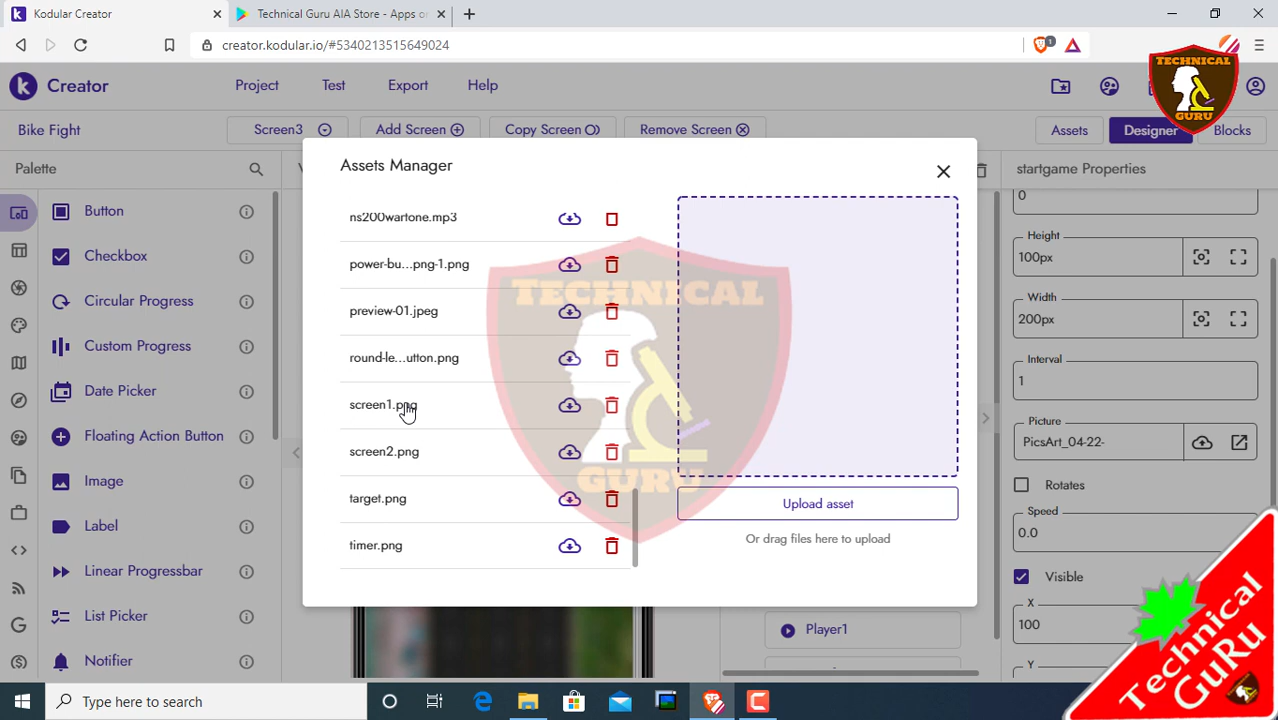 Kodular Creator
Technical Guru AIA Store - Apps on
creator.kodular.io/#5340213515649024
1
TECHNICAL
GURU
Creator
Project
Test
Export
Help
Bike Fight
Screen3
Add Screen
Copy Screen
Remove Screen
Assets
Designer
Blocks
Palette
Button
Checkbox
Circular Progress
Custom Progress
Date Picker
Floating Action Button
Image
Label
Linear Progressbar
List Picker
Notifier
Assets Manager
ns200wartone.mp3
power-bu...png-1.png
preview-01.jpeg
round-le...utton.png
screen1.png
screen2.png
target.png
timer.png
Upload asset
Or drag files here to upload
TECHNICAL
GURU
Player1
startgame Properties
0
Height
100px
Width
200px
Interval
1
Picture
PicsArt_04-22-
Rotates
Speed
0.0
Visible
X
100
Y
Technical
GuRu
Type here to search